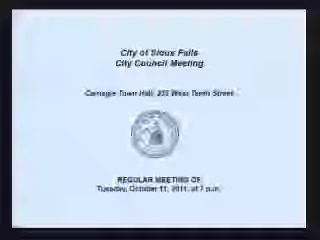 City of Sioux Falls
City Council Meeting
Carnegie Town Hall, 235 West Tenth Street
REGULAR MEETING OF
Tuesday, October 11, 2011, at 7 p.m.